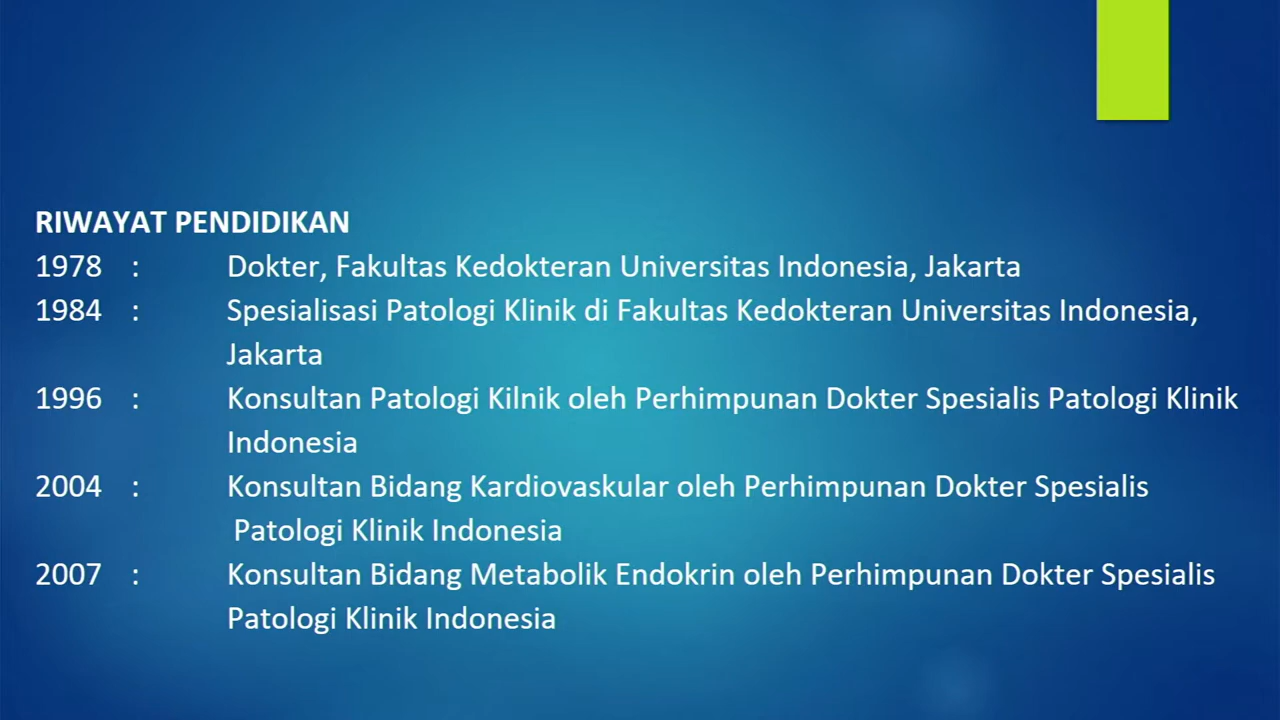 RIWAYAT PENDIDIKAN
1978 : Dokter, Fakultas Kedokteran Universitas Indonesia, Jakarta
1984 : Spesialisasi Patologi Klinik di Fakultas Kedokteran Universitas Indonesia,
Jakarta
1996 : Konsultan Patologi Kilnik oleh Perhimpunan Dokter Spesialis Patologi Klinik
Indonesia
2004 : Konsultan Bidang Kardiovaskular oleh Perhimpunan Dokter Spesialis
Patologi Klinik Indonesia
2007 : Konsultan Bidang Metabolik Endokrin oleh Perhimpunan Dokter Spesialis
Patologi Klinik Indonesia